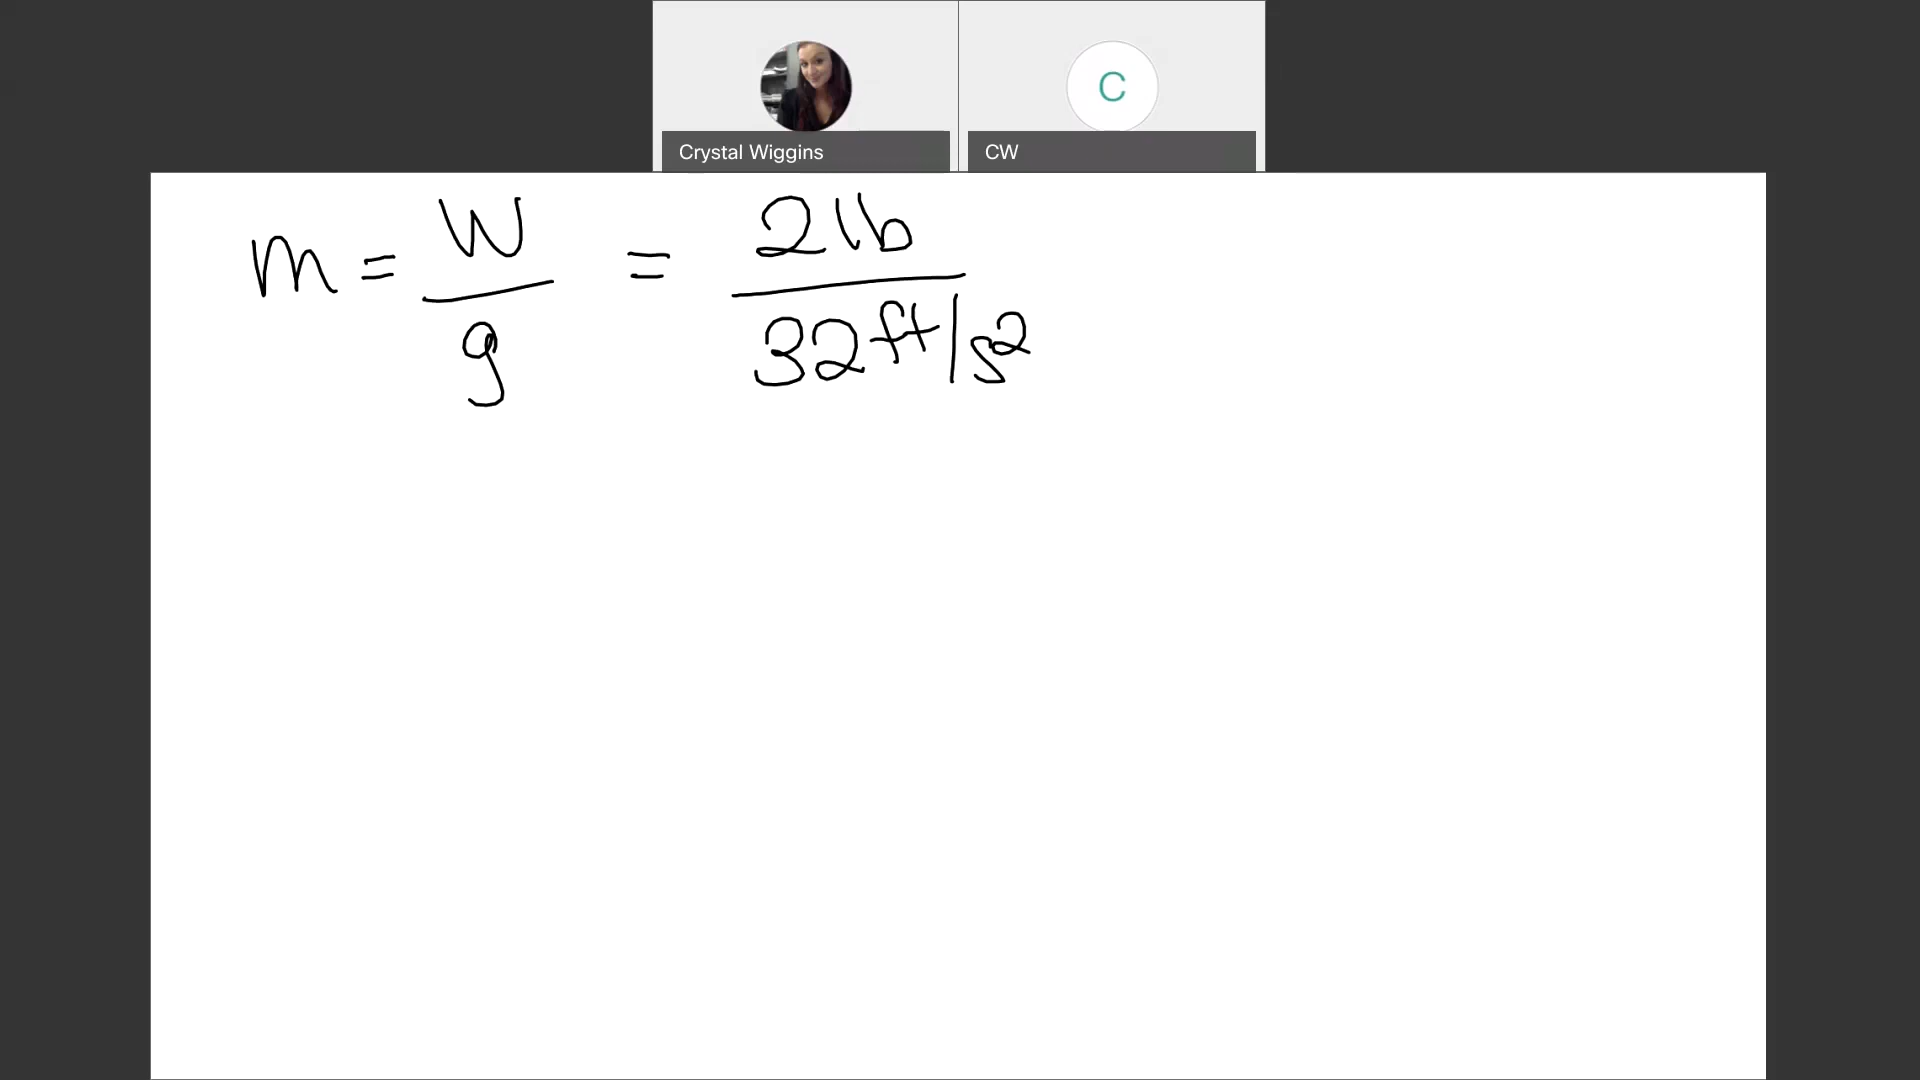 C
Crystal Wiggins
CW
m = W/g = 2lb/32ft/s²